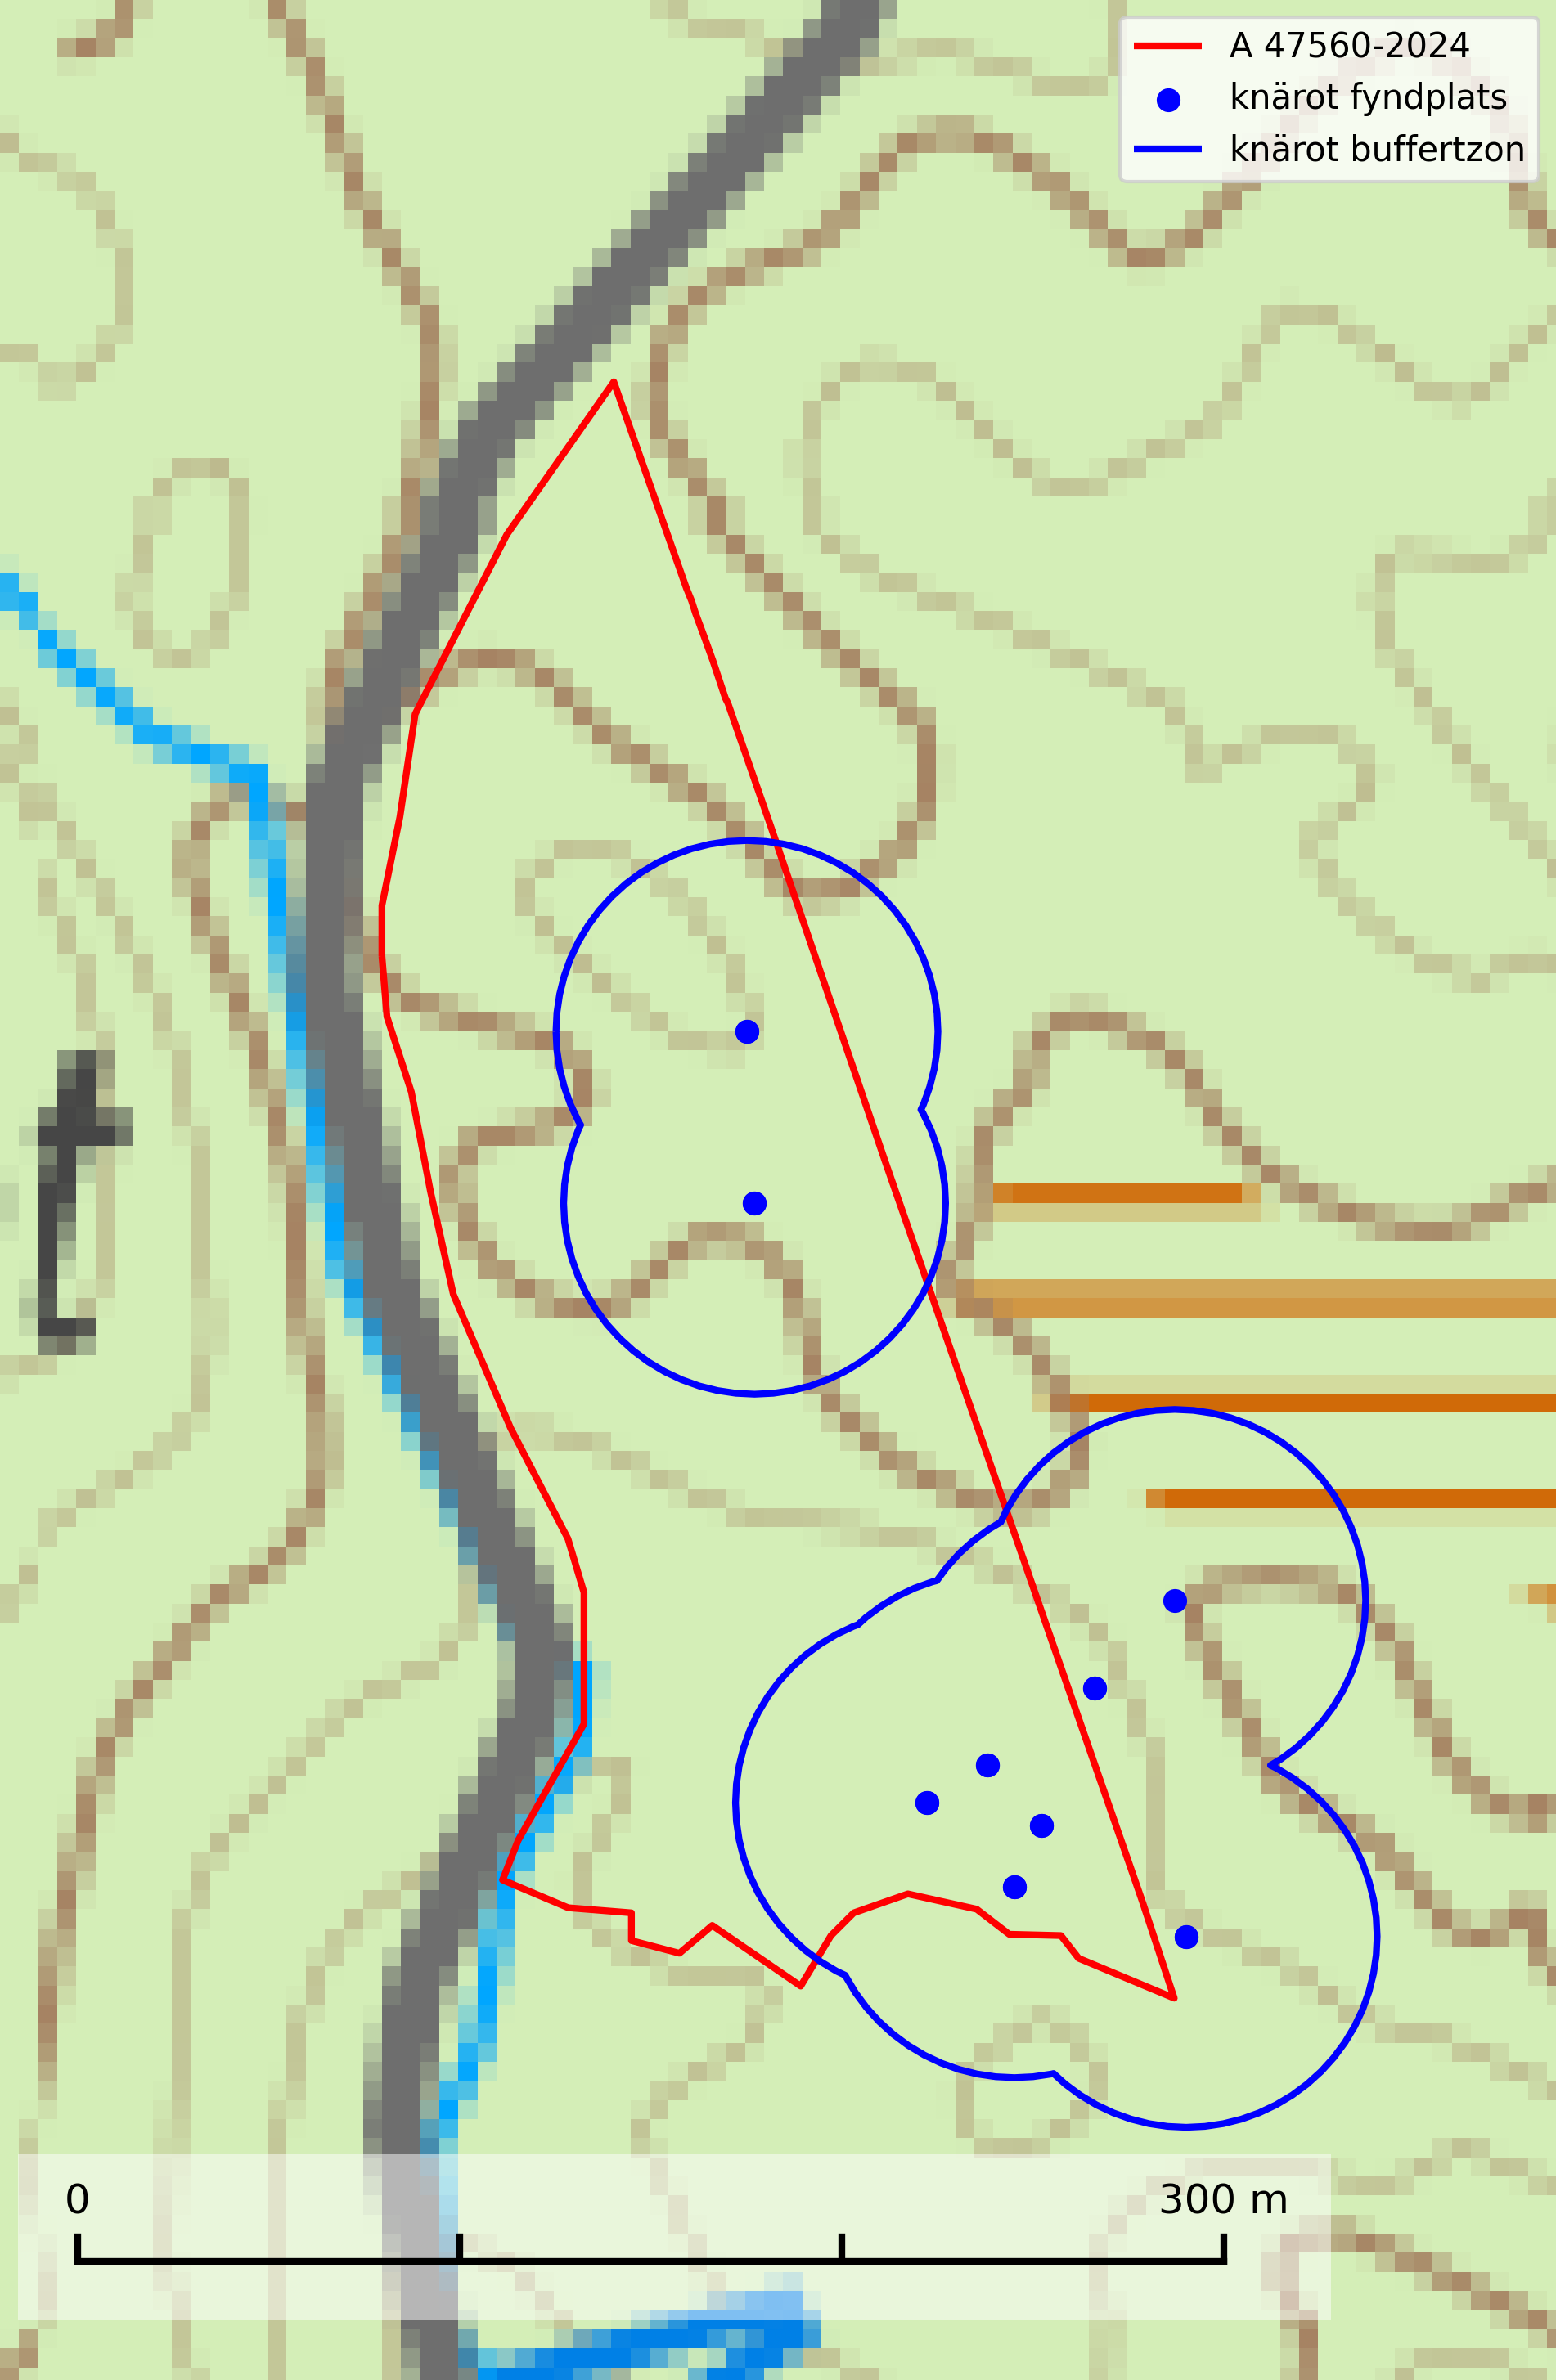 A 47560-2024
knärot fyndplats
knärot buffertzon
0
300 m